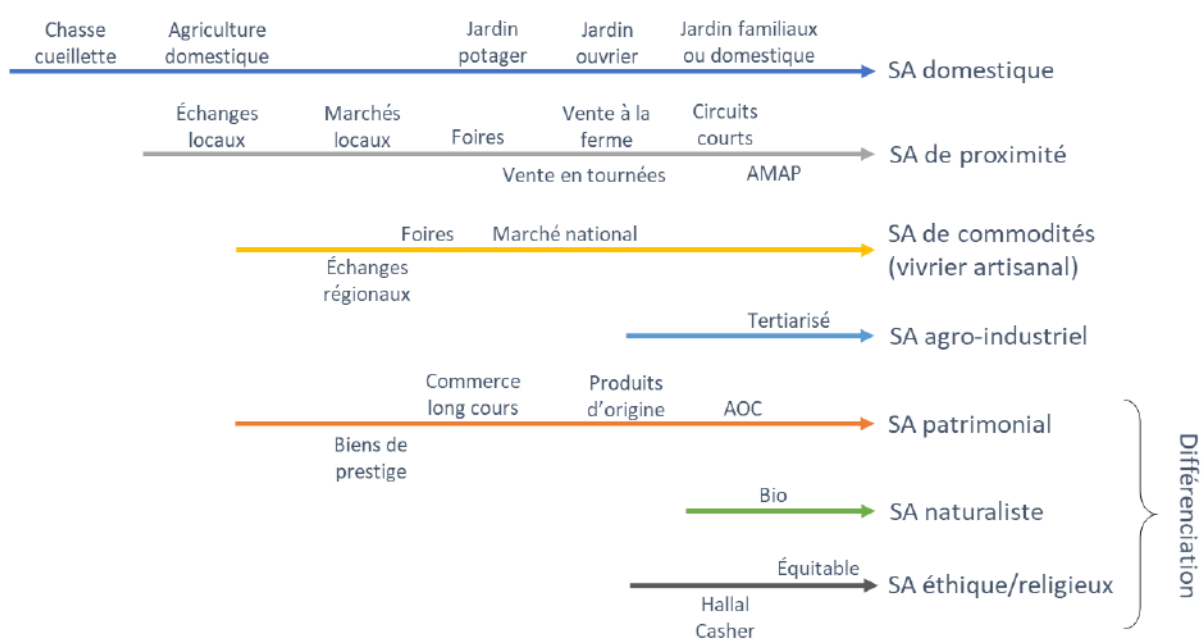 Chasse
cueillette
Agriculture
domestique
Jardin
potager
Jardin
ouvrier
Jardin familiaux
ou domestique
SA domestique
Échanges
locaux
Marchés
locaux
Foires
Vente à la
ferme
Circuits
courts
SA de proximité
Vente en tournées
AMAP
Foires
Marché national
SA de commodités
(vivrier artisanal)
Échanges
régionaux
Tertiarisé
SA agro-industriel
Commerce
long cours
Produits
d'origine
AOC
SA patrimonial
Biens de
prestige
Bio
SA naturaliste
Équitable
SA éthique/religieux
Hallal
Casher
Différenciation